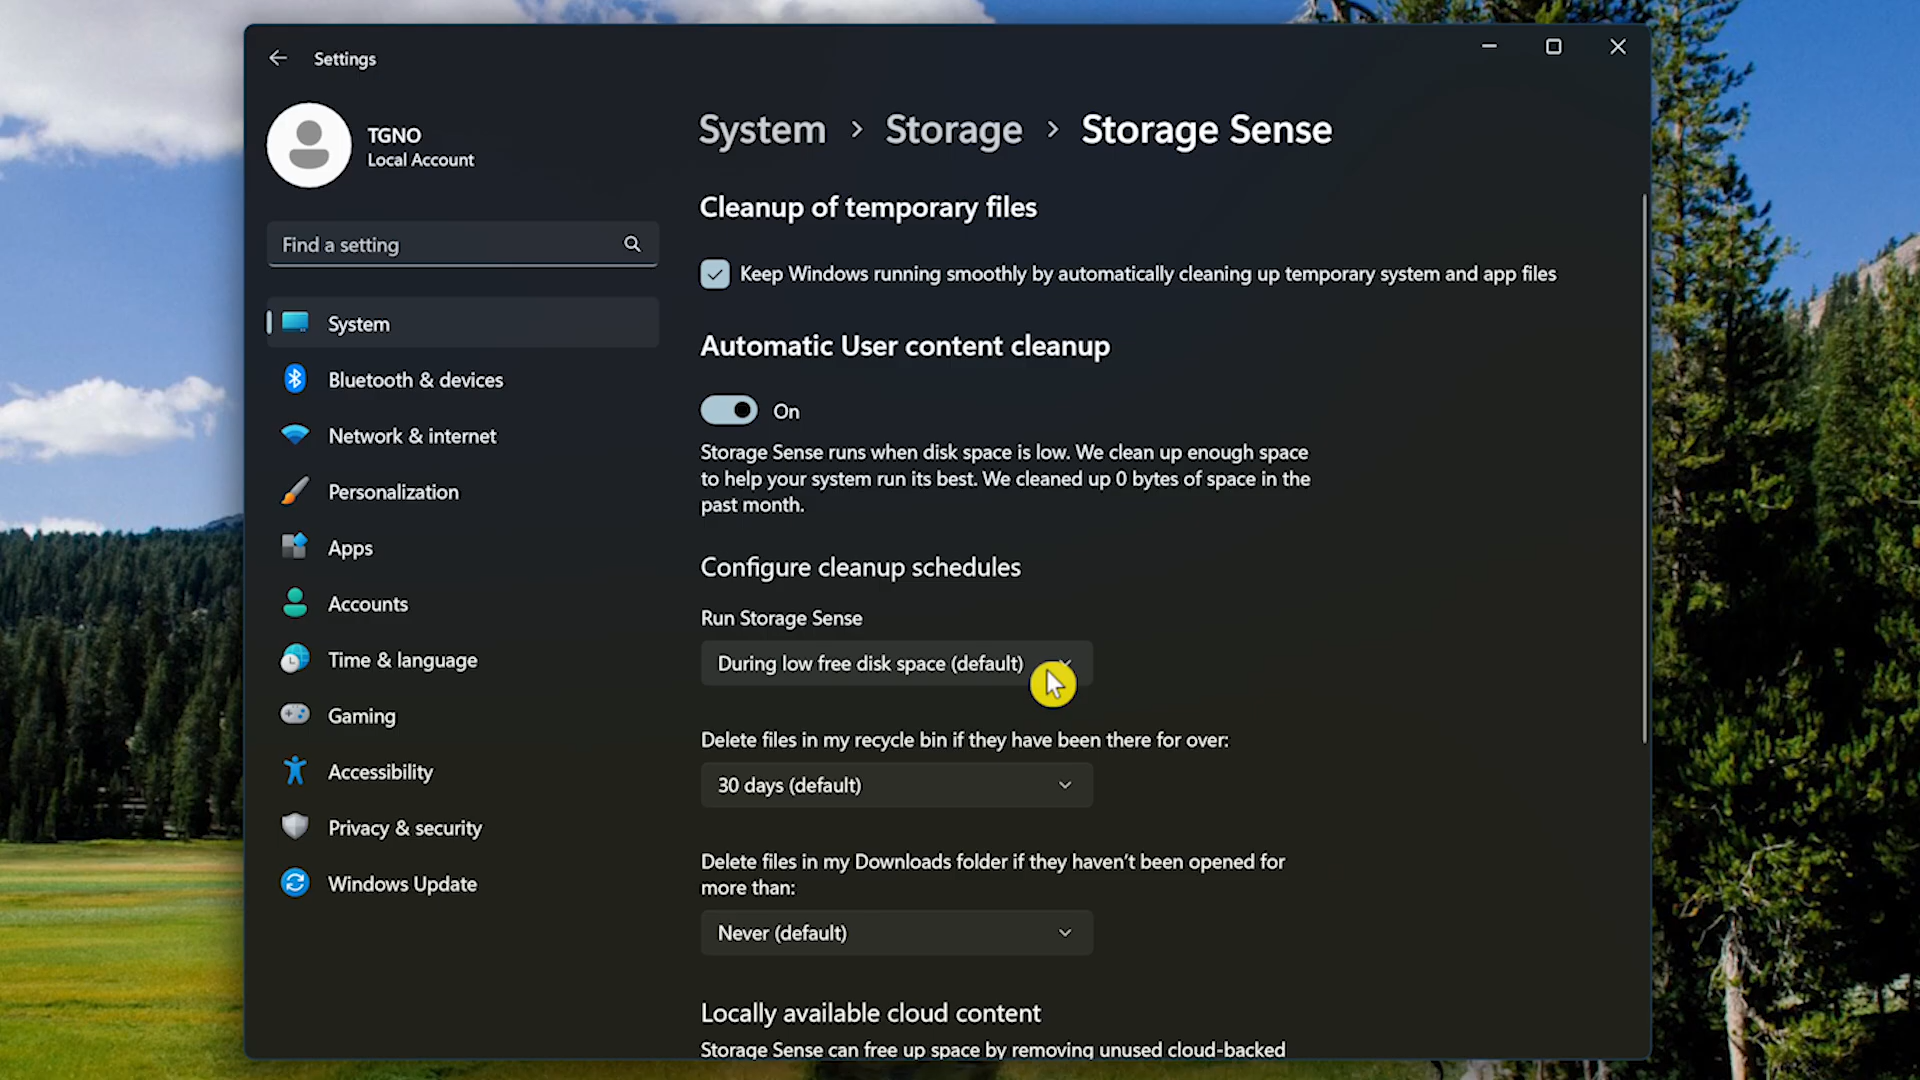 Settings
TGNO
Local Account
Find a setting
System
Bluetooth & devices
Network & internet
Personalization
Apps
Accounts
Time & language
Gaming
Accessibility
Privacy & security
Windows Update
System › Storage › Storage Sense
Cleanup of temporary files
Keep Windows running smoothly by automatically cleaning up temporary system and app files
Automatic User content cleanup
On
Storage Sense runs when disk space is low. We clean up enough space
to help your system run its best. We cleaned up 0 bytes of space in the
past month.
Configure cleanup schedules
Run Storage Sense
During low free disk space (default)
Delete files in my recycle bin if they have been there for over:
30 days (default)
Delete files in my Downloads folder if they haven’t been opened for
more than:
Never (default)
Locally available cloud content
Storage Sense can free up space by removing unused cloud-backed